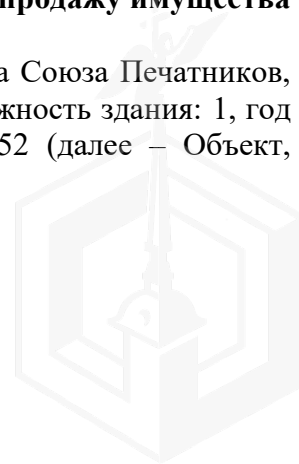 продажу имущества
а Союза Печатников,
жность здания: 1, год
52 (далее – Объект,